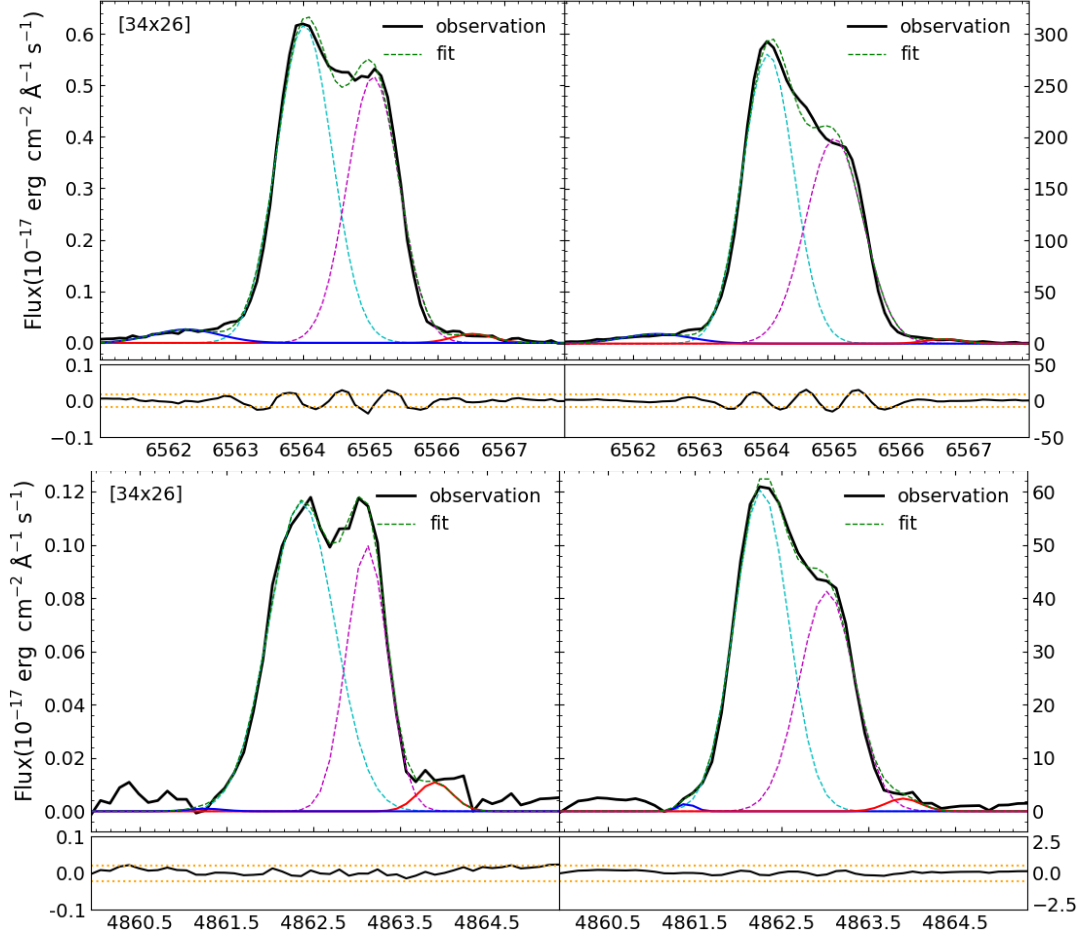 [34x26]
observation
fit
observation
fit
0.6
0.5
0.4
0.3
0.2
0.1
0.0
300
250
200
150
100
50
0
Flux(10⁻¹⁷ erg cm⁻² Å⁻¹ s⁻¹)
0.1
0.0
−0.1
50
0
-50
6562 6563 6564 6565 6566 6567
6562 6563 6564 6565 6566 6567
[34x26]
observation
fit
observation
fit
0.12
0.10
0.08
0.06
0.04
0.02
0.00
60
50
40
30
20
10
0
Flux(10⁻¹⁷ erg cm⁻² Å⁻¹ s⁻¹)
0.1
0.0
-0.1
2.5
0.0
−2.5
4860.5 4861.5 4862.5 4863.5 4864.5
4860.5 4861.5 4862.5 4863.5 4864.5